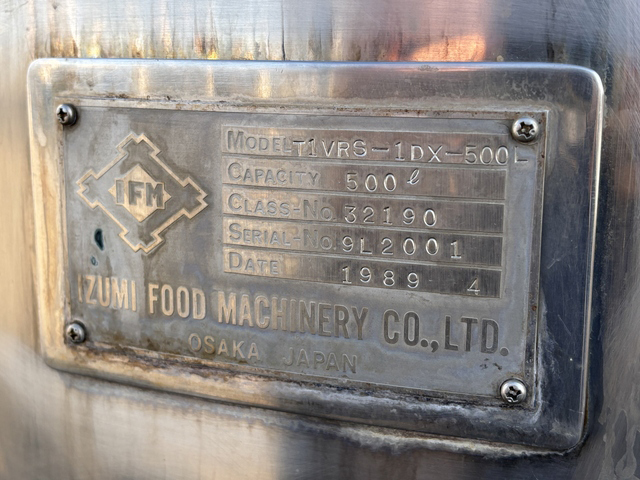 IFM
MODEL T1VRS-1DX-500L
CAPACITY 500ℓ
CLASS-NO. 32190
SERIAL-NO. 9L2001
DATE 1989 4
IZUMI FOOD MACHINERY CO.,LTD.
OSAKA JAPAN